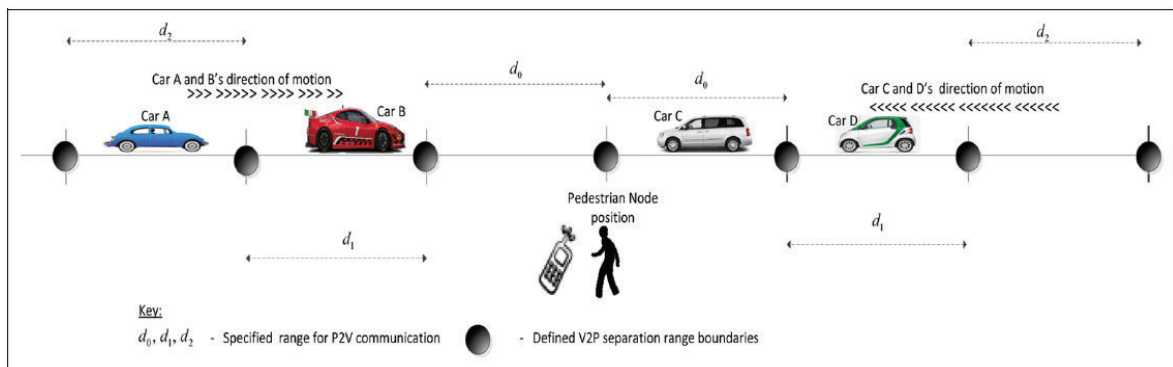 d₂
d₂
Car A and B's direction of motion
>>> >>>>> >>>> >>> >>
d₀
d₀
Car C and D's direction of motion
<<<<< <<<<<< <<<<<<< <<<<<<
Car A
Car B
Car C
Car D
1
Pedestrian Node
position
d₁
d₁
Key:
d₀, d₁, d₂ - Specified range for P2V communication - Defined V2P separation range boundaries